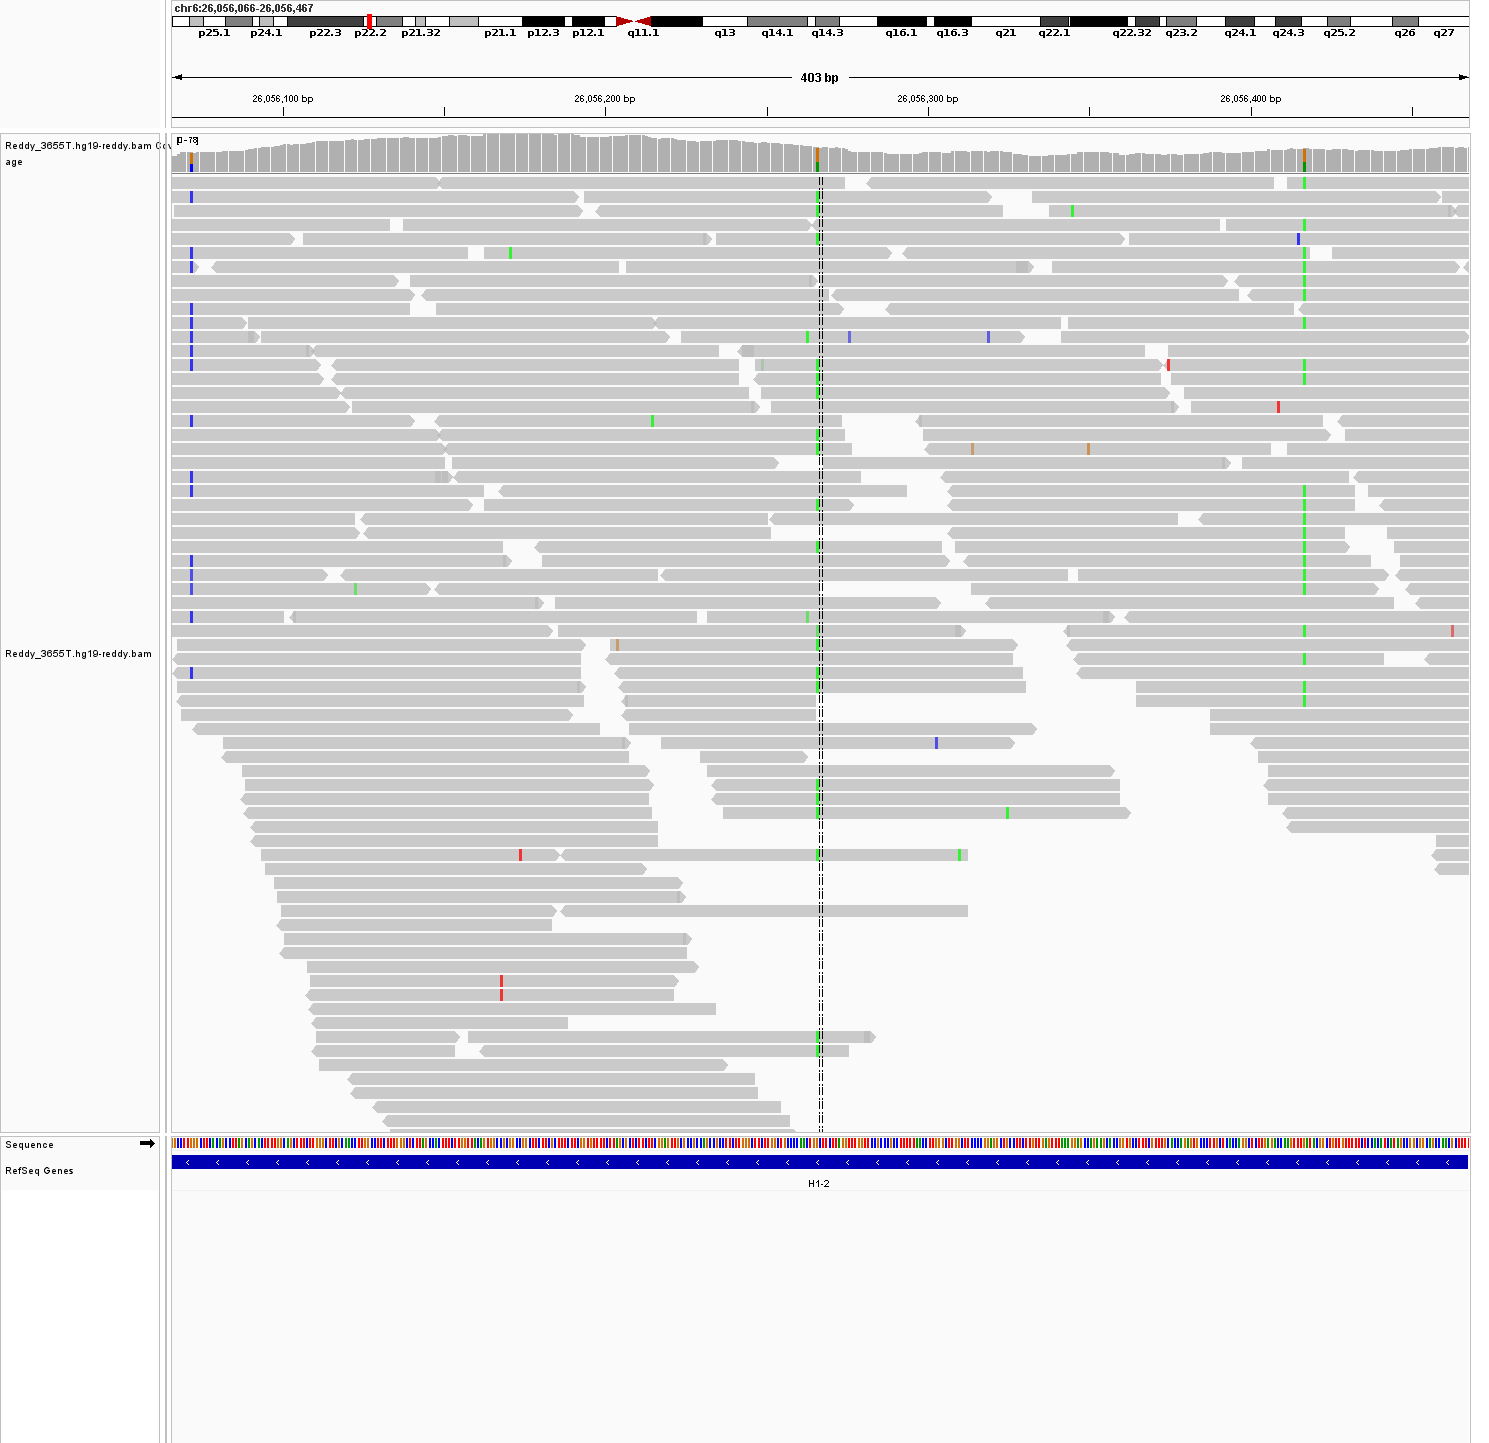 chr6:26,056,066-26,056,467
p25.1 p24.1 p22.3 p22.2 p21.32 p21.1 p12.3 p12.1 q11.1 q13 q14.1 q14.3 q16.1 q16.3 q21 q22.1 q22.32 q23.2 q24.1 q24.3 q25.2 q26 q27
403 bp
26,056,100 bp 26,056,200 bp 26,056,300 bp 26,056,400 bp
[0-78]
Reddy_3655T.hg19-reddy.bam Cov
age
Reddy_3655T.hg19-reddy.bam
Sequence
RefSeq Genes
H1-2